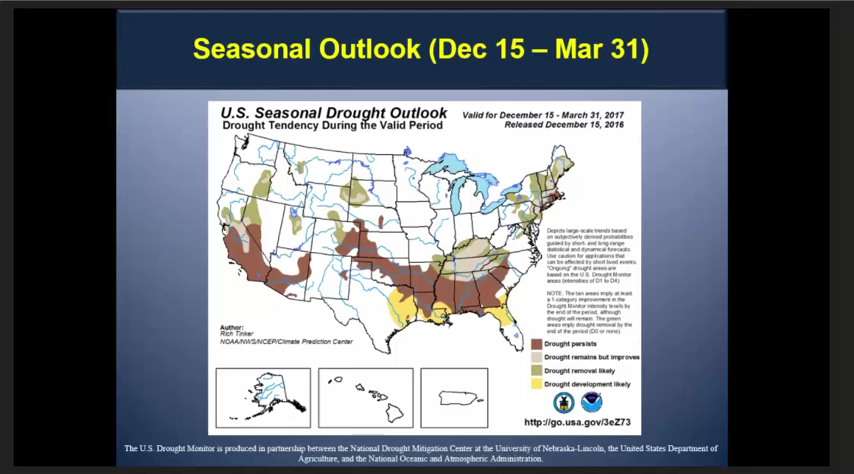 Seasonal Outlook (Dec 15 – Mar 31)
U.S. Seasonal Drought Outlook
Drought Tendency During the Valid Period
Valid for December 15 - March 31, 2017
Released December 15, 2016
Depicts large-scale trends based
on subjectively derived probabilities
guided by short- and long-range
statistical and dynamical forecasts.
Use caution for applications that
can be affected by short lived events.
"Ongoing" drought areas are
based on the U.S. Drought Monitor
areas (intensities of D1 to D4).
NOTE: The tan areas imply at least
a 1-category improvement in the
Drought Monitor intensity levels by
the end of the period, although
drought will remain. The green
areas imply drought removal by the
end of the period (D0 or none).
Author:
Rich Tinker
NOAA/NWS/NCEP/Climate Prediction Center
Drought persists
Drought remains but improves
Drought removal likely
Drought development likely
http://go.usa.gov/3eZ73
The U.S. Drought Monitor is produced in partnership between the National Drought Mitigation Center at the University of Nebraska-Lincoln, the United States Department of
Agriculture, and the National Oceanic and Atmospheric Administration.